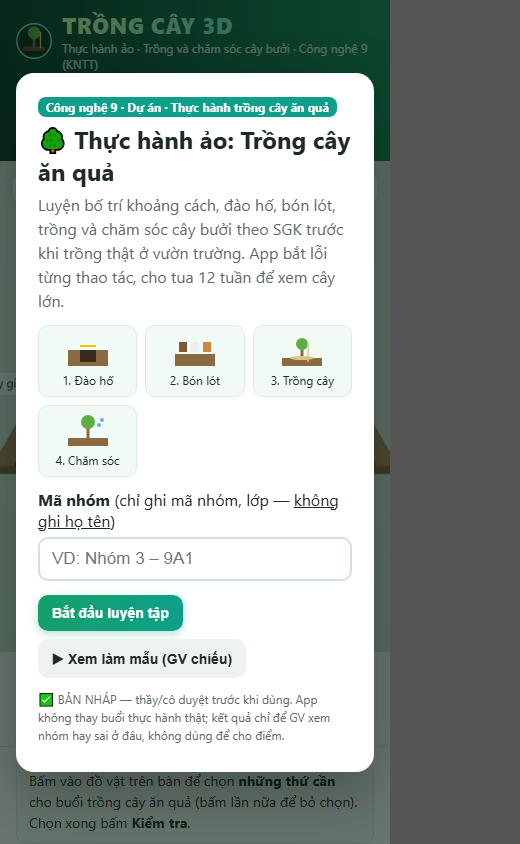 TRỒNG CÂY 3D
Thực hành ảo · Trồng và chăm sóc cây bưởi · Công nghệ 9
(KNTT)
Công nghệ 9 · Dự án · Thực hành trồng cây ăn quả
Thực hành ảo: Trồng cây
ăn quả
Luyện bố trí khoảng cách, đào hố, bón lót,
trồng và chăm sóc cây bưởi theo SGK trước
khi trồng thật ở vườn trường. App bắt lỗi
từng thao tác, cho tua 12 tuần để xem cây
lớn.
1. Đào hố
2. Bón lót
3. Trồng cây
4. Chăm sóc
Mã nhóm (chỉ ghi mã nhóm, lớp — không
ghi họ tên)
VD: Nhóm 3 – 9A1
Bắt đầu luyện tập
▶ Xem làm mẫu (GV chiếu)
✅ BẢN NHÁP — thầy/cô duyệt trước khi dùng. App
không thay buổi thực hành thật; kết quả chỉ để GV xem
nhóm hay sai ở đâu, không dùng để cho điểm.
Bấm vào đồ vật trên bàn để chọn những thứ cần
cho buổi trồng cây ăn quả (bấm lần nữa để bỏ chọn).
Chọn xong bấm Kiểm tra.